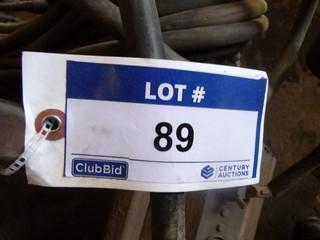 LOT #
89
ClubBid
CENTURY
AUCTIONS